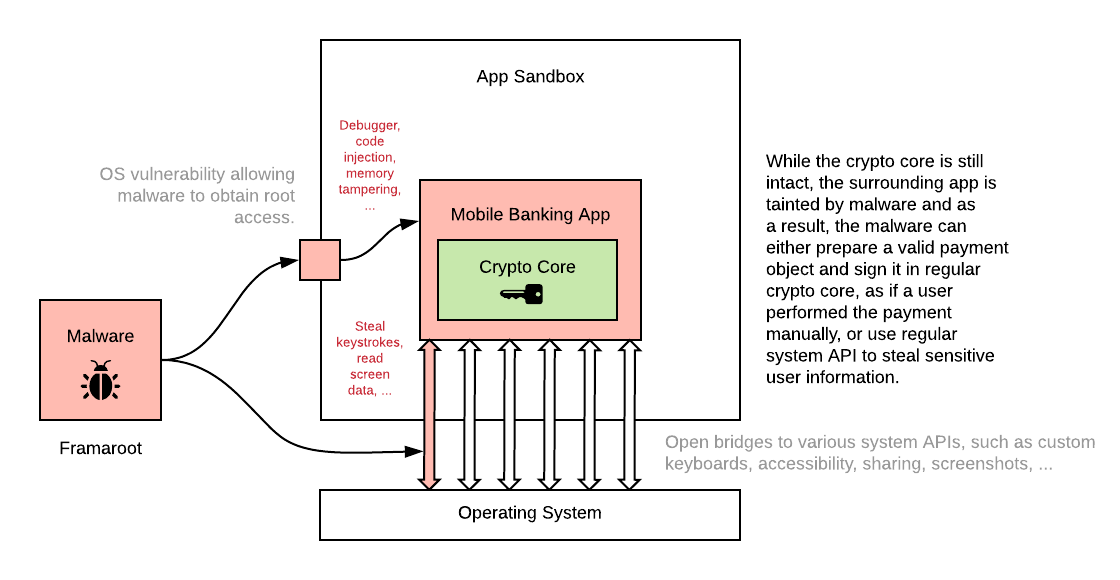 App Sandbox
Debugger,
code
injection,
memory
tampering,
...
OS vulnerability allowing
malware to obtain root
access.
Mobile Banking App
Crypto Core
While the crypto core is still
intact, the surrounding app is
tainted by malware and as
a result, the malware can
either prepare a valid payment
object and sign it in regular
crypto core, as if a user
performed the payment
manually, or use regular
system API to steal sensitive
user information.
Malware
Framaroot
Steal
keystrokes,
read
screen
data, ...
Open bridges to various system APIs, such as custom
keyboards, accessibility, sharing, screenshots, ...
Operating System